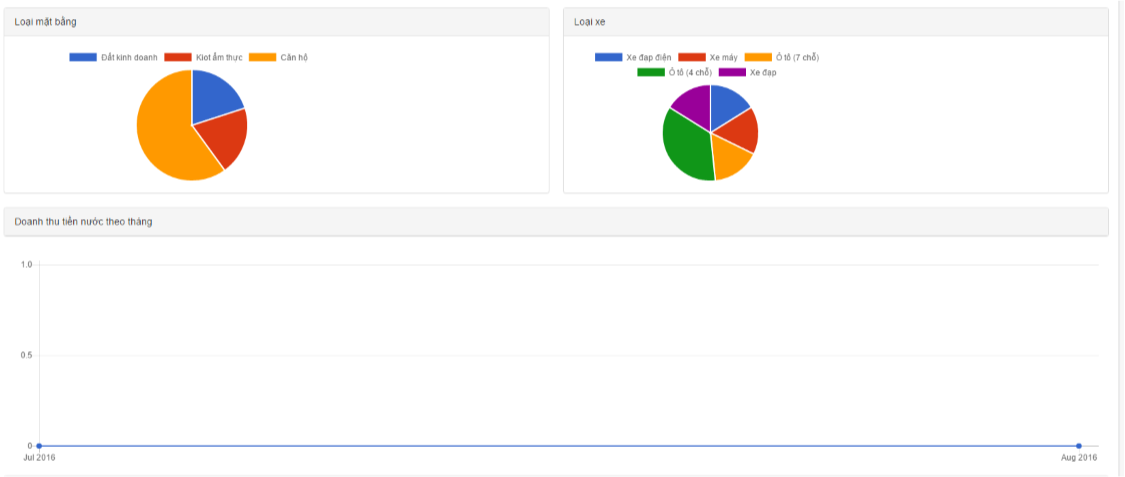 Loại mặt bằng
Đất kinh doanh Kiot ẩm thực Căn hộ
Loại xe
Xe đạp điện Xe máy Ô tô (7 chỗ)
Ô tô (4 chỗ) Xe đạp
Doanh thu tiền nước theo tháng
1.0
0.5
0
Jul 2016 Aug 2016